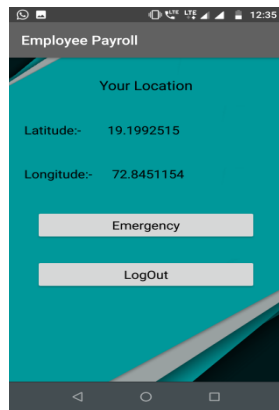 12:35
Employee Payroll
Your Location
Latitude:- 19.1992515
Longitude:- 72.8451154
Emergency
LogOut